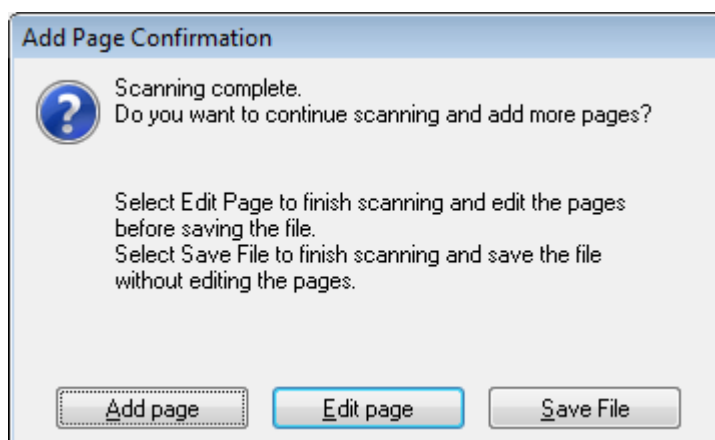 Add Page Confirmation
Scanning complete.
Do you want to continue scanning and add more pages?
Select Edit Page to finish scanning and edit the pages
before saving the file.
Select Save File to finish scanning and save the file
without editing the pages.
Add page
Edit page
Save File